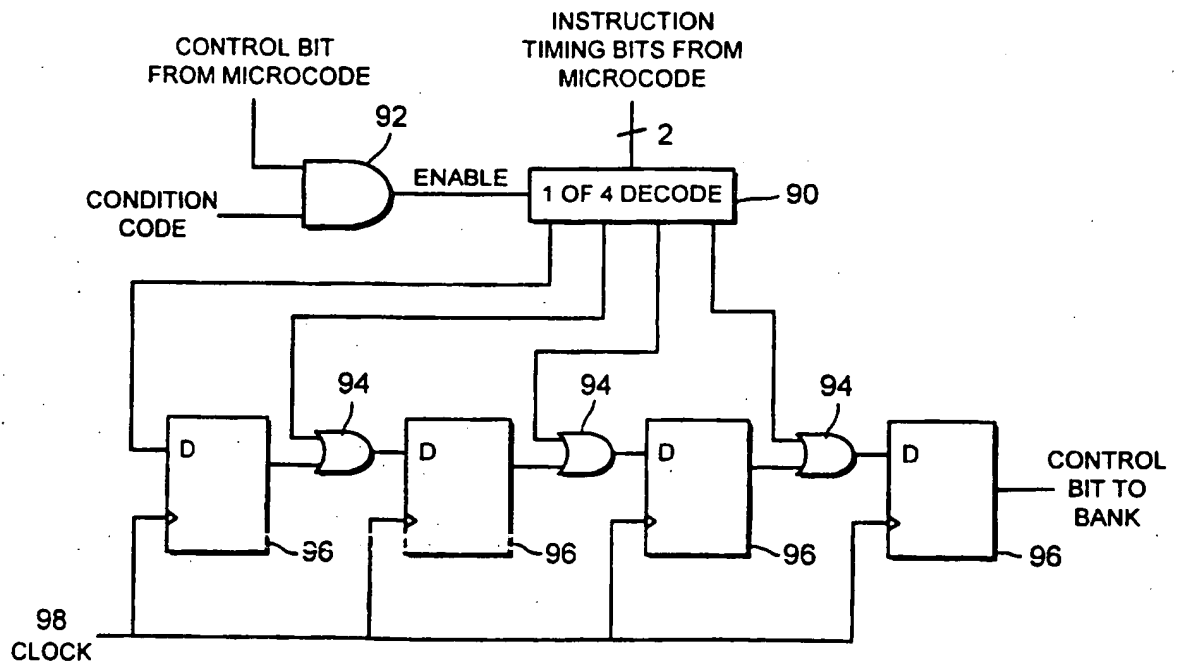 INSTRUCTION
TIMING BITS FROM
MICROCODE
CONTROL BIT
FROM MICROCODE
92
2
ENABLE
1 OF 4 DECODE
90
CONDITION
CODE
94
94
94
D
D
D
D
CONTROL
BIT TO
BANK
96
96
96
96
98
CLOCK